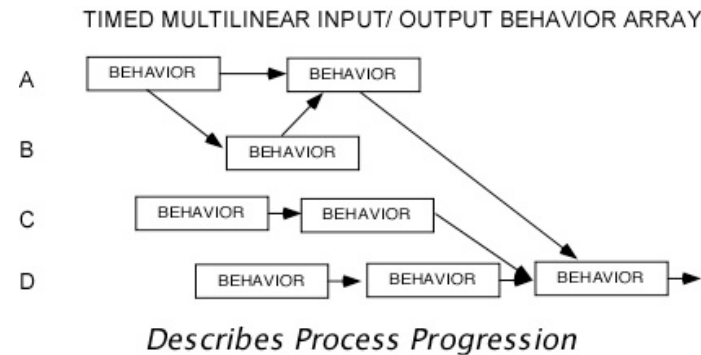 TIMED MULTILINEAR INPUT/ OUTPUT BEHAVIOR ARRAY
A BEHAVIOR BEHAVIOR
B BEHAVIOR
C BEHAVIOR BEHAVIOR
D BEHAVIOR BEHAVIOR BEHAVIOR
Describes Process Progression